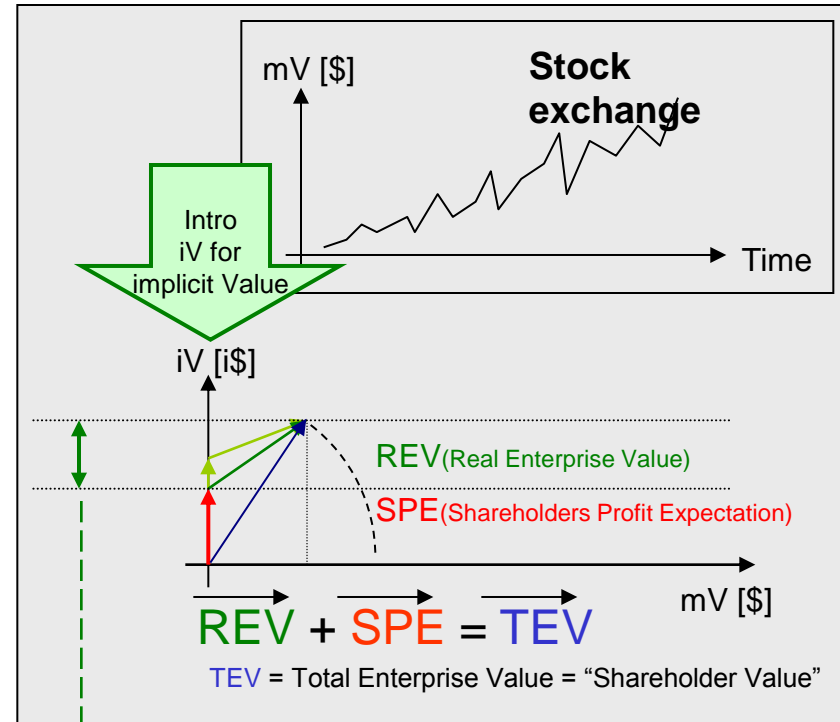 mV [$]
Stock
exchange
Time
Intro
iV for
implicit Value
iV [i$]
REV(Real Enterprise Value)
SPE(Shareholders Profit Expectation)
mV [$]
REV + SPE = TEV
TEV = Total Enterprise Value = “Shareholder Value”